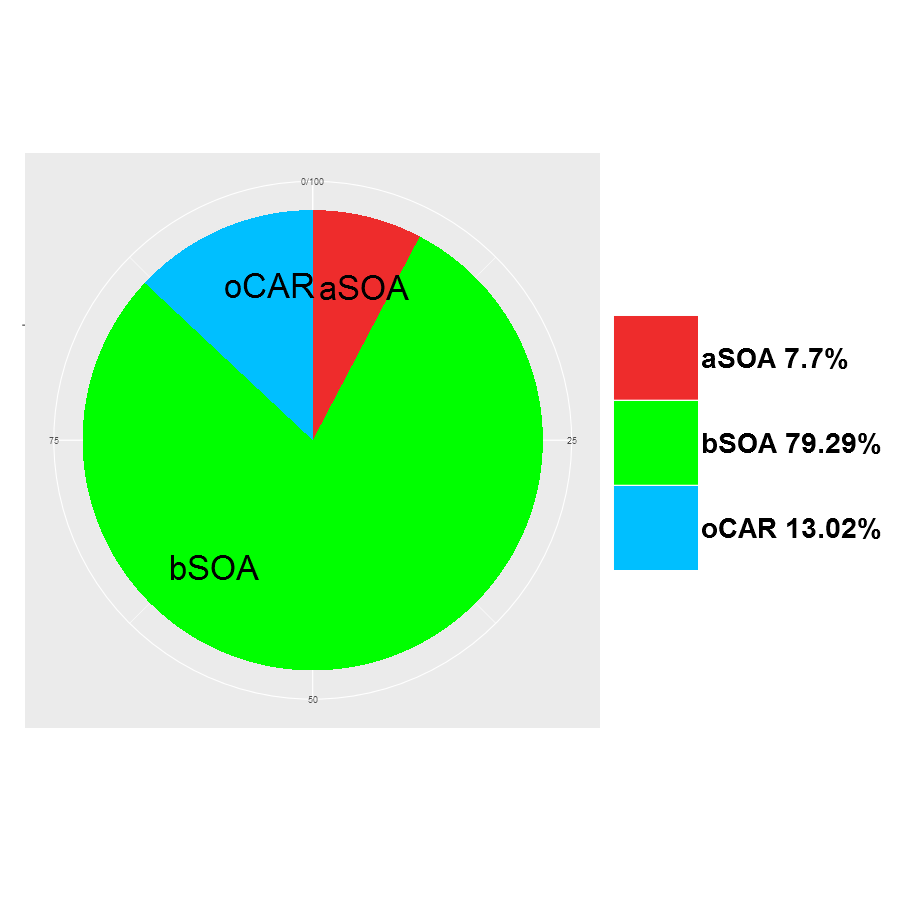 0/100
oCAR aSOA
75
25
bSOA
50
aSOA 7.7%
bSOA 79.29%
oCAR 13.02%